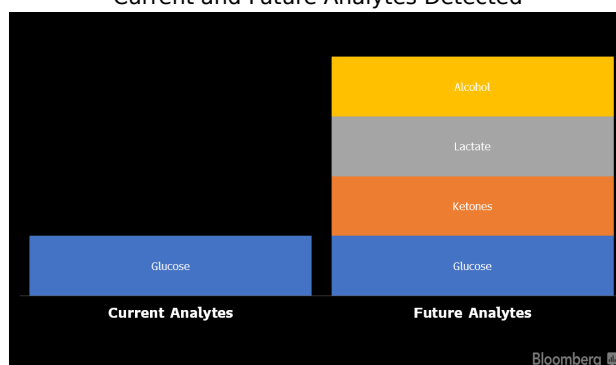 Current and Future Analytes Detected
Alcohol
Lactate
Ketones
Glucose
Glucose
Current Analytes
Future Analytes
Bloomberg